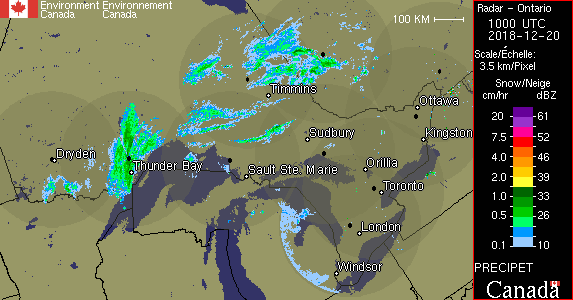 Environment Environnement
Canada Canada
100 KM
Radar - Ontario
1000 UTC
2018-12-20
Scale/Échelle:
3.5 km/Pixel
Snow/Neige
cm/hr dBZ
20 61
7.5 52
4.0 46
2.0 39
1.0 33
0.5 26
0.1 10
PRECIPET
Canada
Timmins
Ottawa
Sudbury
Kingston
Dryden
Thunder Bay
Sault Ste. Marie
Orillia
Toronto
London
Windsor